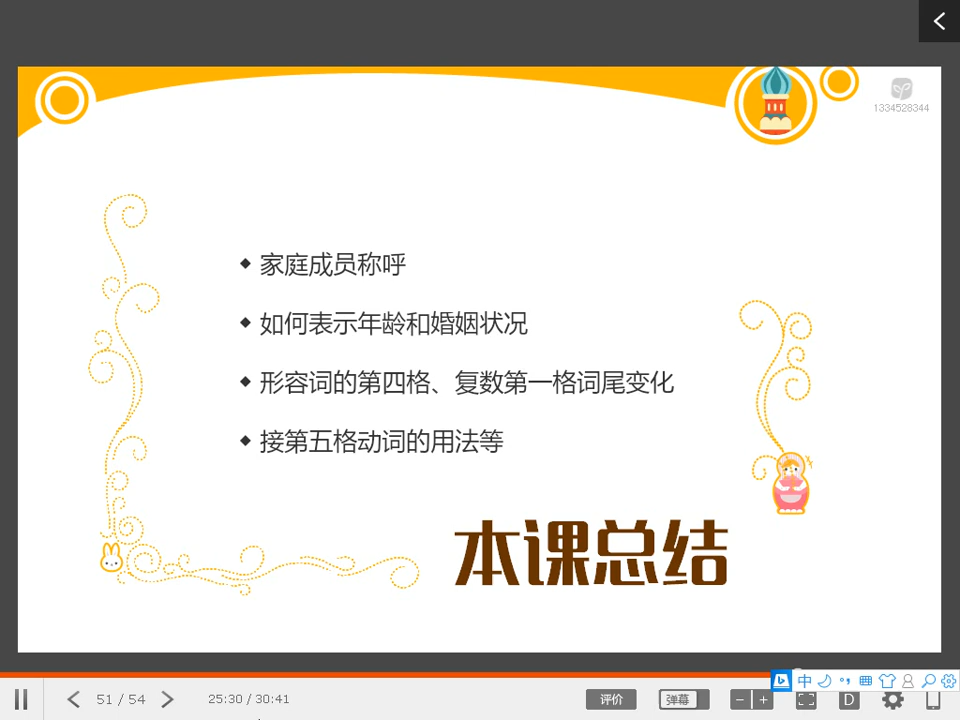 1334528344
家庭成员称呼
如何表示年龄和婚姻状况
形容词的第四格、复数第一格词尾变化
接第五格动词的用法等
本课总结
中
51 / 54
25:30 / 30:41
评价
弹幕
D